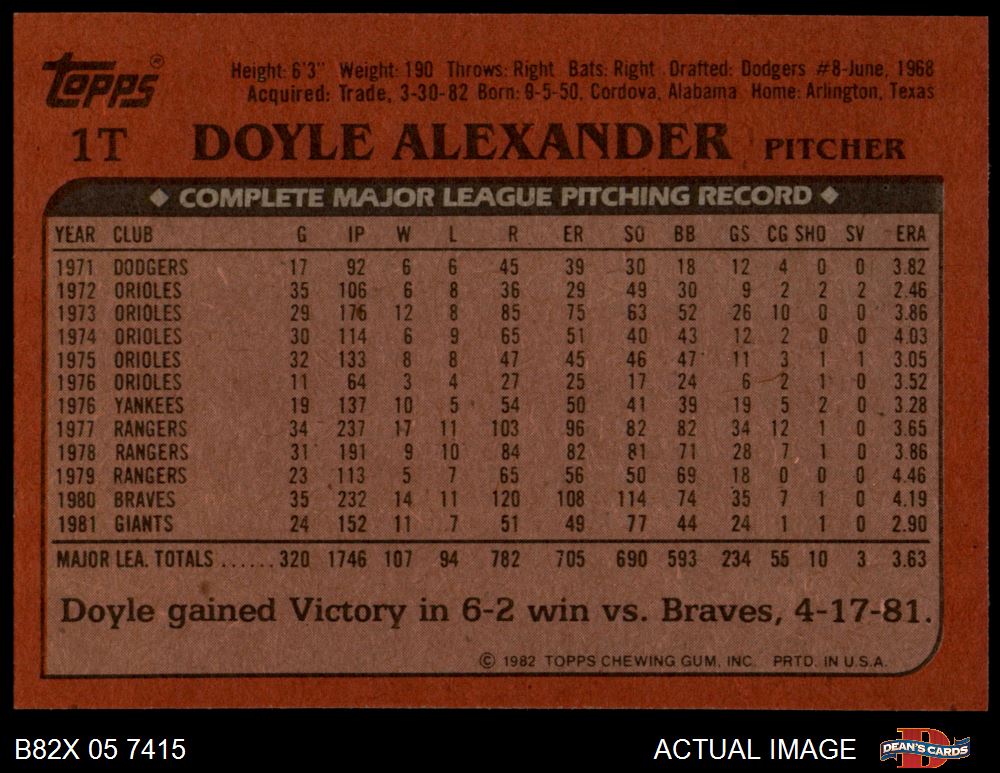 Topps®
Height: 6'3" Weight: 190 Throws: Right Bats: Right Drafted: Dodgers #8-June, 1968
Acquired: Trade, 3-30-82 Born: 9-5-50, Cordova, Alabama Home: Arlington, Texas
1T DOYLE ALEXANDER PITCHER
◆ COMPLETE MAJOR LEAGUE PITCHING RECORD ◆
YEAR CLUB G IP W L R ER SO BB GS CG SHO SV ERA
1971 DODGERS 17 92 6 6 45 39 30 18 12 4 0 0 3.82
1972 ORIOLES 35 106 6 8 36 29 49 30 9 2 2 2 2.46
1973 ORIOLES 29 176 12 8 85 75 63 52 26 10 0 0 3.86
1974 ORIOLES 30 114 6 9 65 51 40 43 12 2 0 0 4.03
1975 ORIOLES 32 133 8 8 47 45 46 47 11 3 1 1 3.05
1976 ORIOLES 11 64 3 4 27 25 17 24 6 2 1 0 3.52
1976 YANKEES 19 137 10 5 54 50 41 39 19 5 2 0 3.28
1977 RANGERS 34 237 17 11 103 96 82 82 34 12 1 0 3.65
1978 RANGERS 31 191 9 10 84 82 81 71 28 7 1 0 3.86
1979 RANGERS 23 113 5 7 65 56 50 69 18 0 0 0 4.46
1980 BRAVES 35 232 14 11 120 108 114 74 35 7 1 0 4.19
1981 GIANTS 24 152 11 7 51 49 77 44 24 1 1 0 2.90
MAJOR LEA. TOTALS ...... 320 1746 107 94 782 705 690 593 234 55 10 3 3.63
Doyle gained Victory in 6-2 win vs. Braves, 4-17-81.
© 1982 TOPPS CHEWING GUM, INC. PRTD. IN U.S.A.
B82X 05 7415 ACTUAL IMAGE DEAN'S CARDS